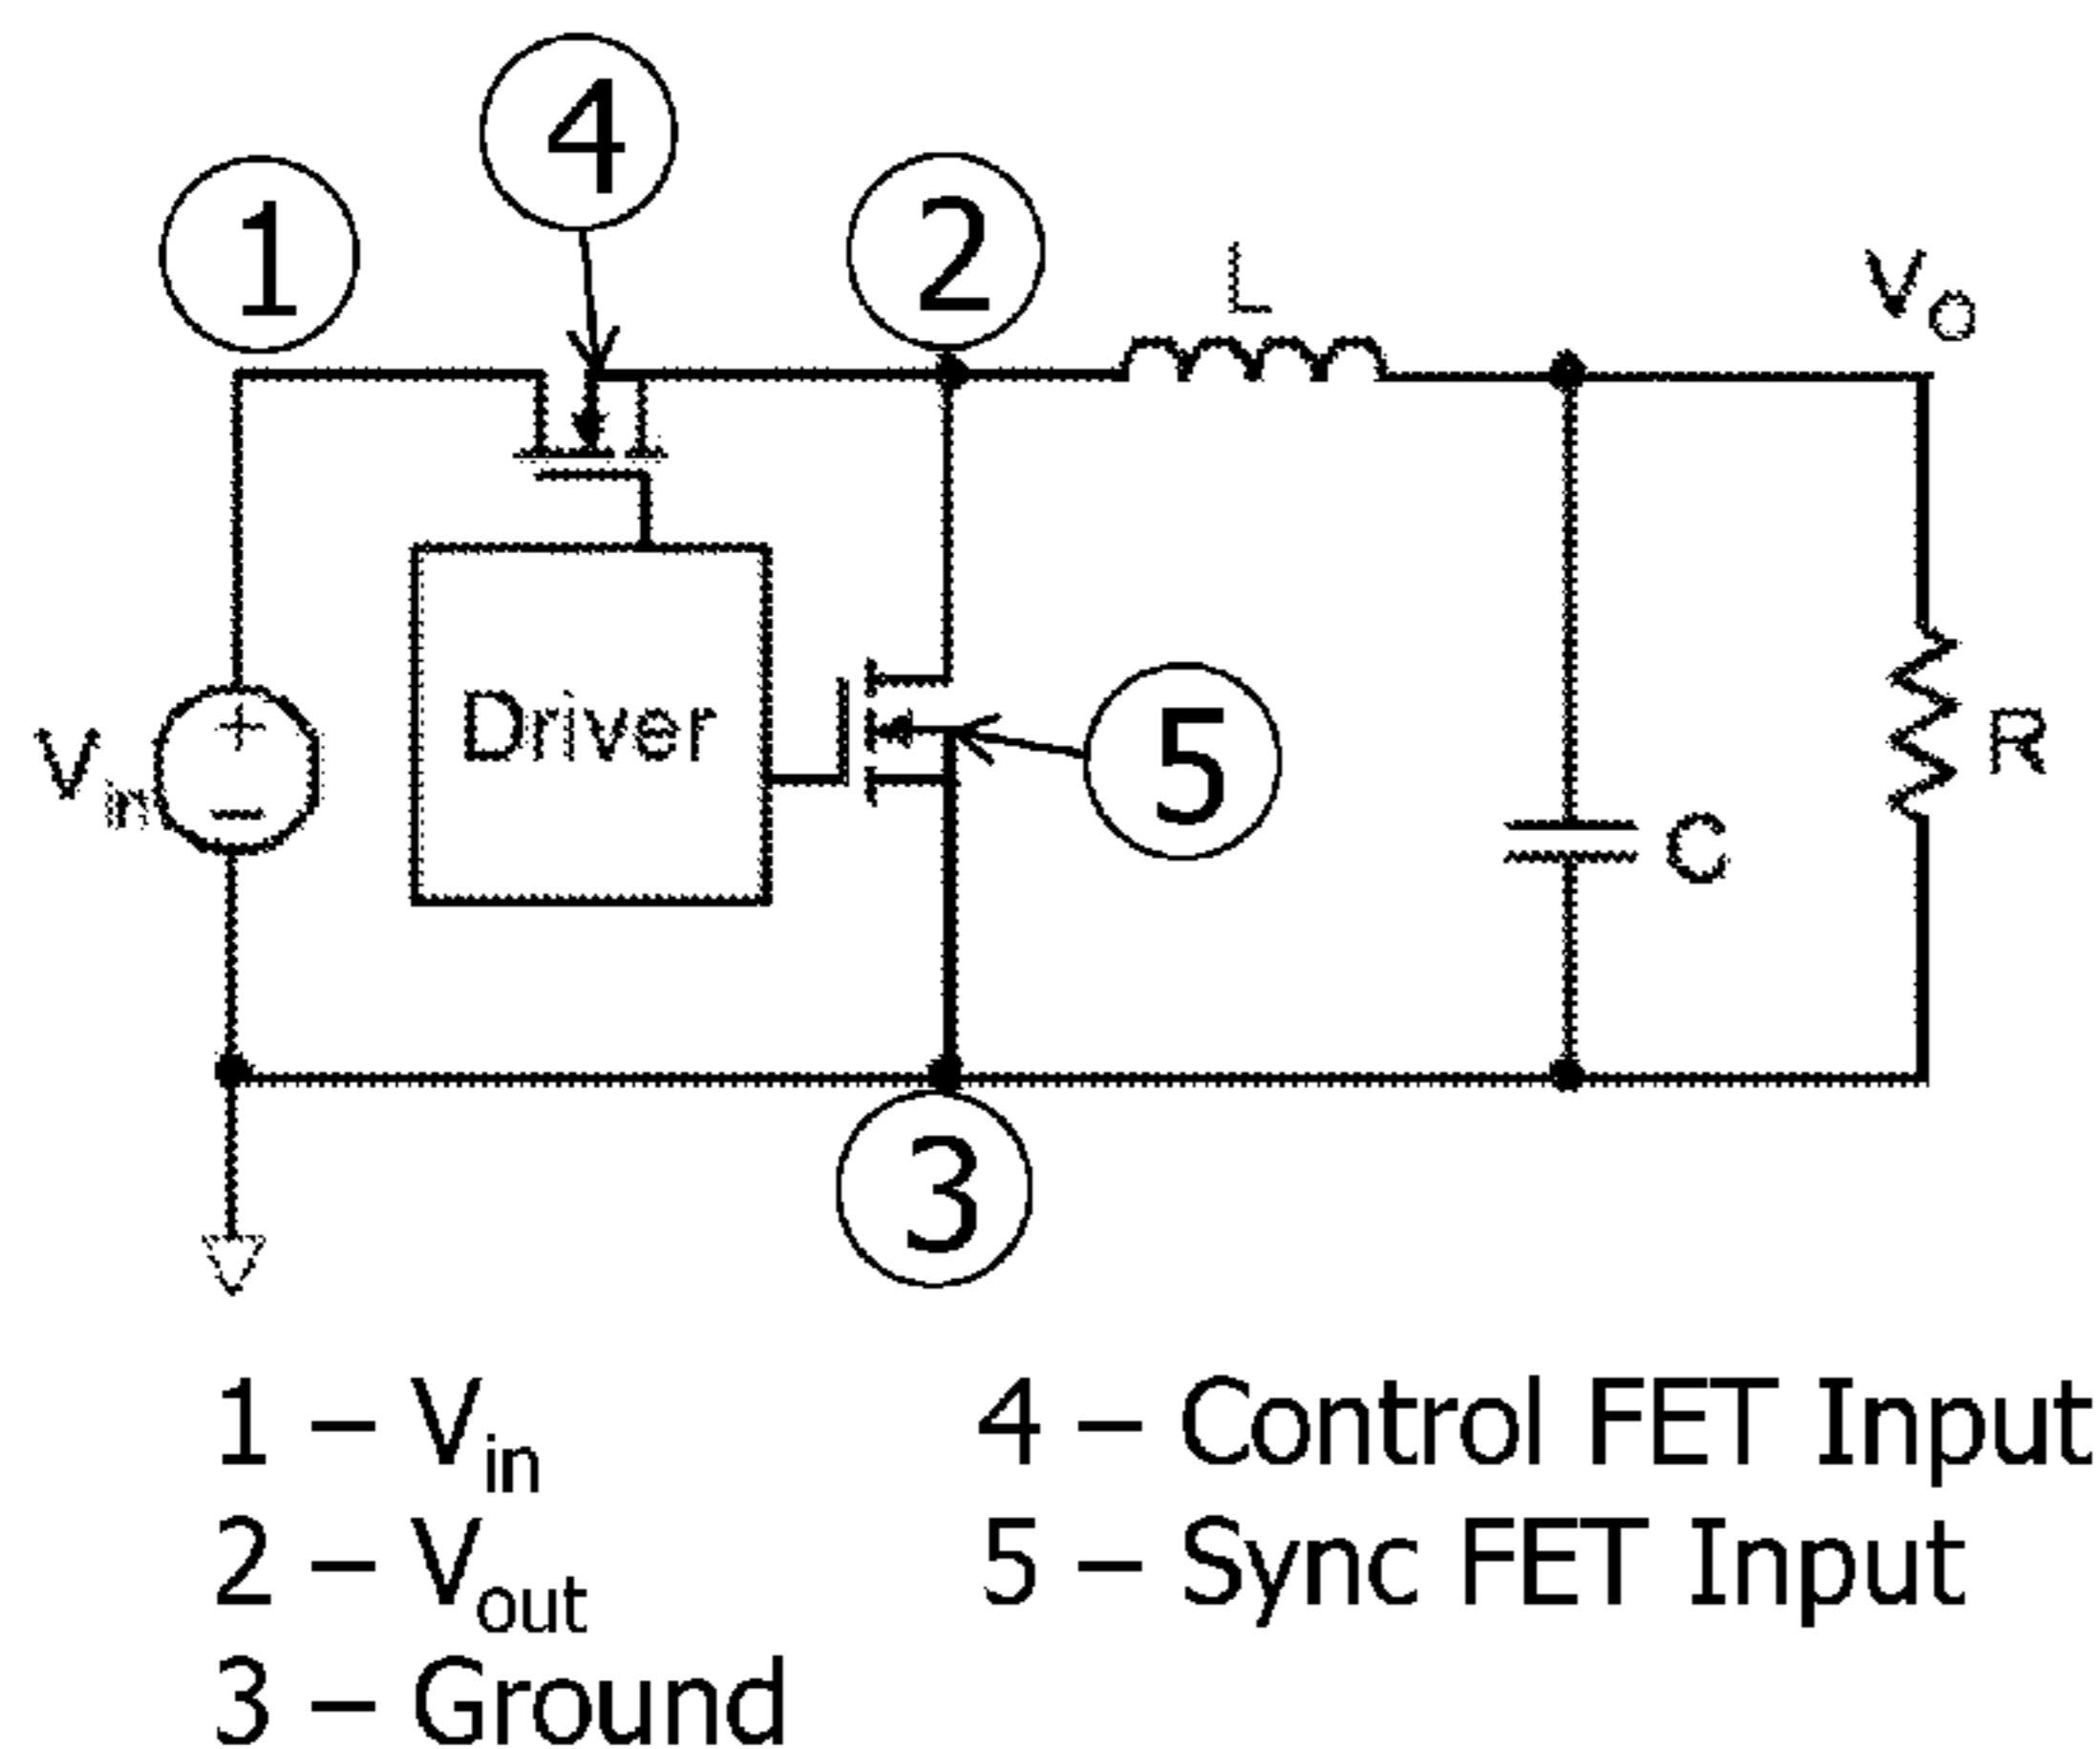 4
1
2
L
VO
Driver
Vin
+
−
5
R
C
3
1 – Vin
2 – Vout
3 – Ground
4 – Control FET Input
5 – Sync FET Input